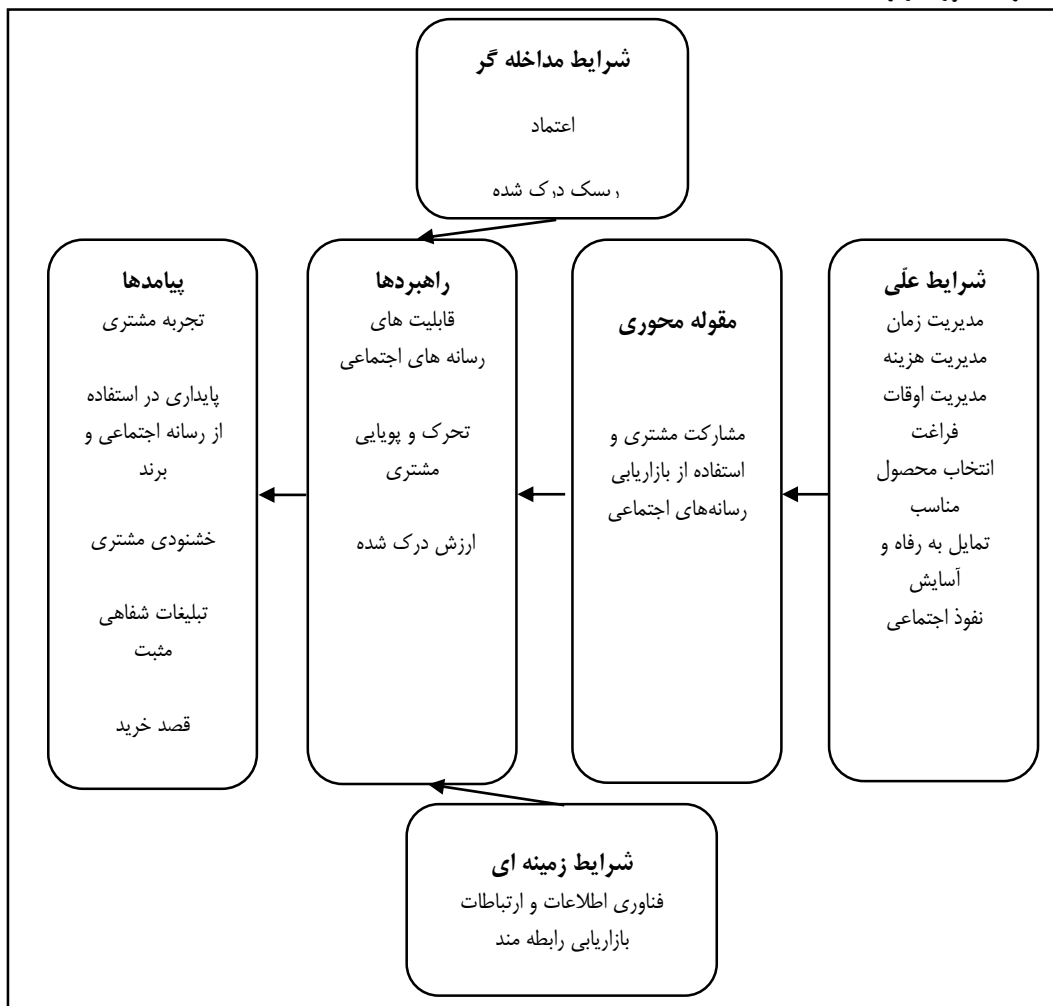 شرایط مداخله گر
اعتماد
ریسک درک شده
شرایط علّی
مدیریت زمان
مدیریت هزینه
مدیریت اوقات
فراغت
انتخاب محصول
مناسب
تمایل به رفاه و
آسایش
نفوذ اجتماعی
مقوله محوری
مشارکت مشتری و
استفاده از بازاریابی
رسانه‌های اجتماعی
راهبردها
قابلیت های
رسانه های اجتماعی
تحرک و پویایی
مشتری
ارزش درک شده
پیامدها
تجربه مشتری
پایداری در استفاده
از رسانه اجتماعی و
برند
خشنودی مشتری
تبلیغات شفاهی
مثبت
قصد خرید
شرایط زمینه ای
فناوری اطلاعات و ارتباطات
بازاریابی رابطه مند